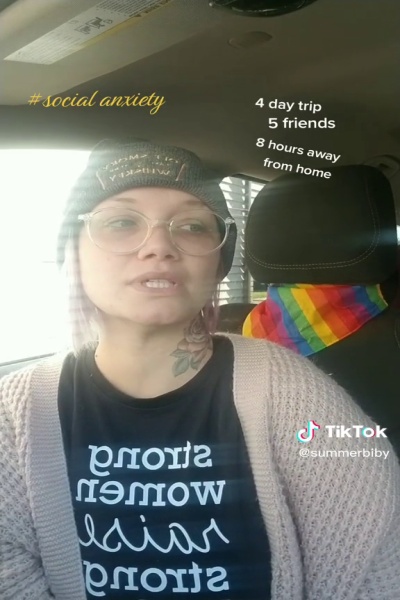 #social anxiety
4 day trip
5 friends
8 hours away
from home
TikTok
@summerbiby
strong
women
raise
strong